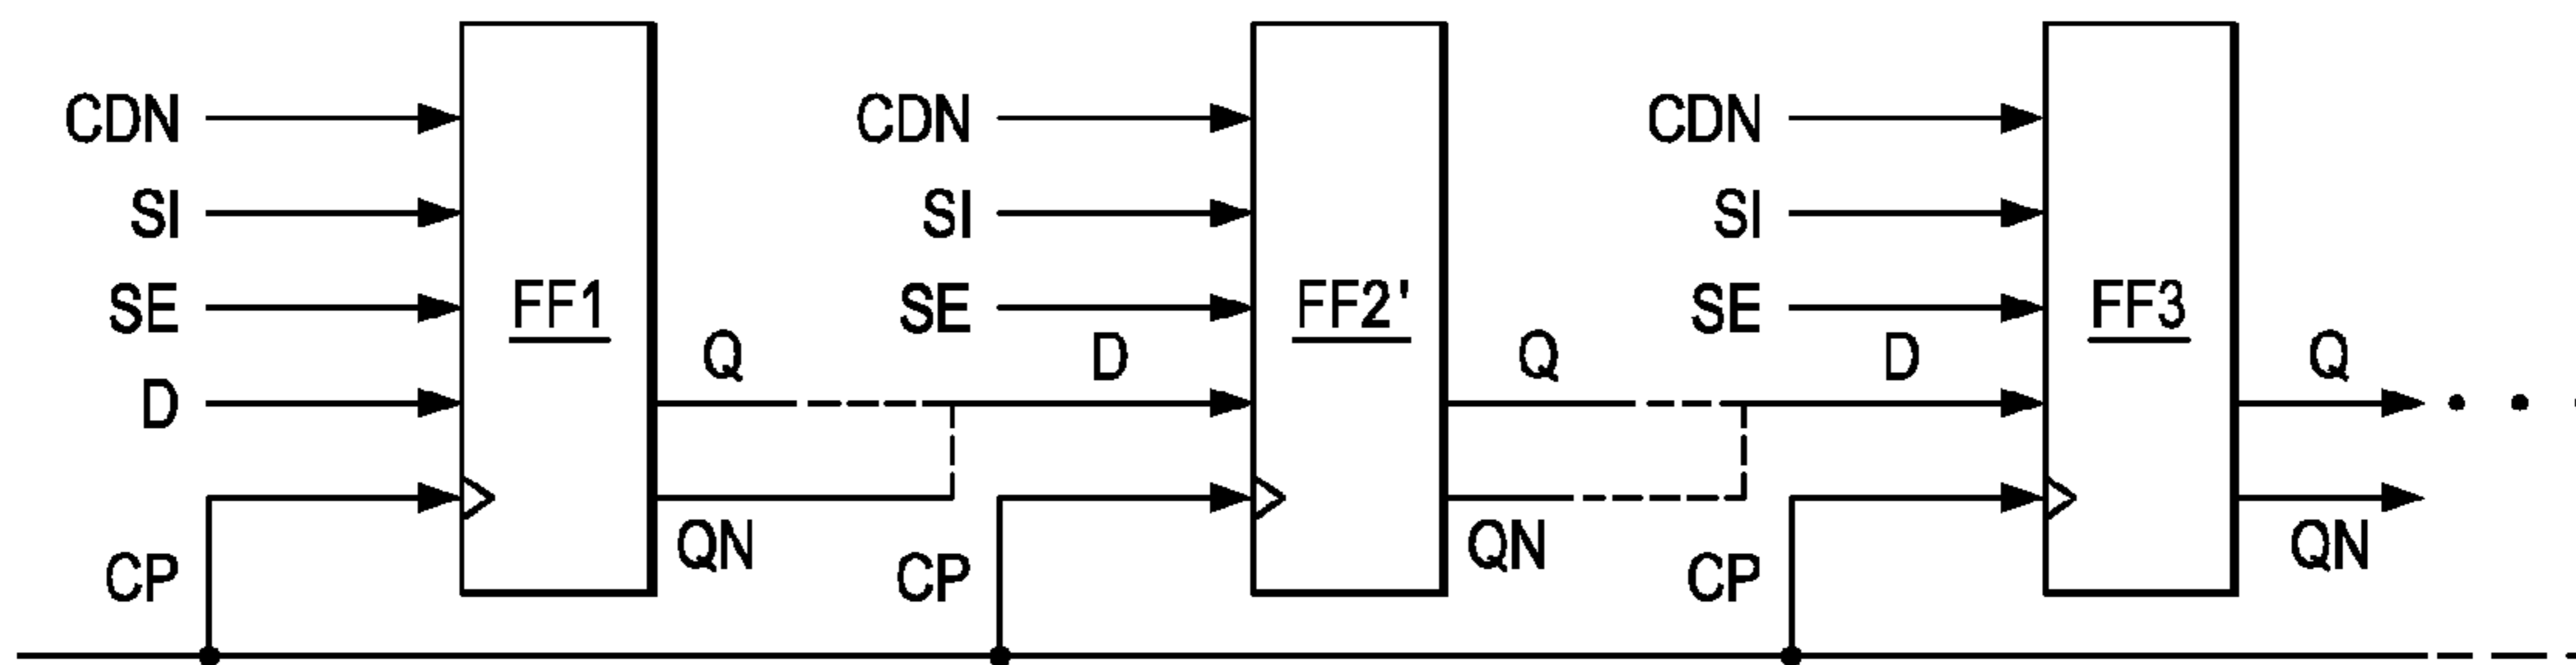 CDN CDN CDN
SI SI SI
SE FF1 SE FF2' SE FF3
Q D Q D Q
D
QN QN QN
CP CP CP